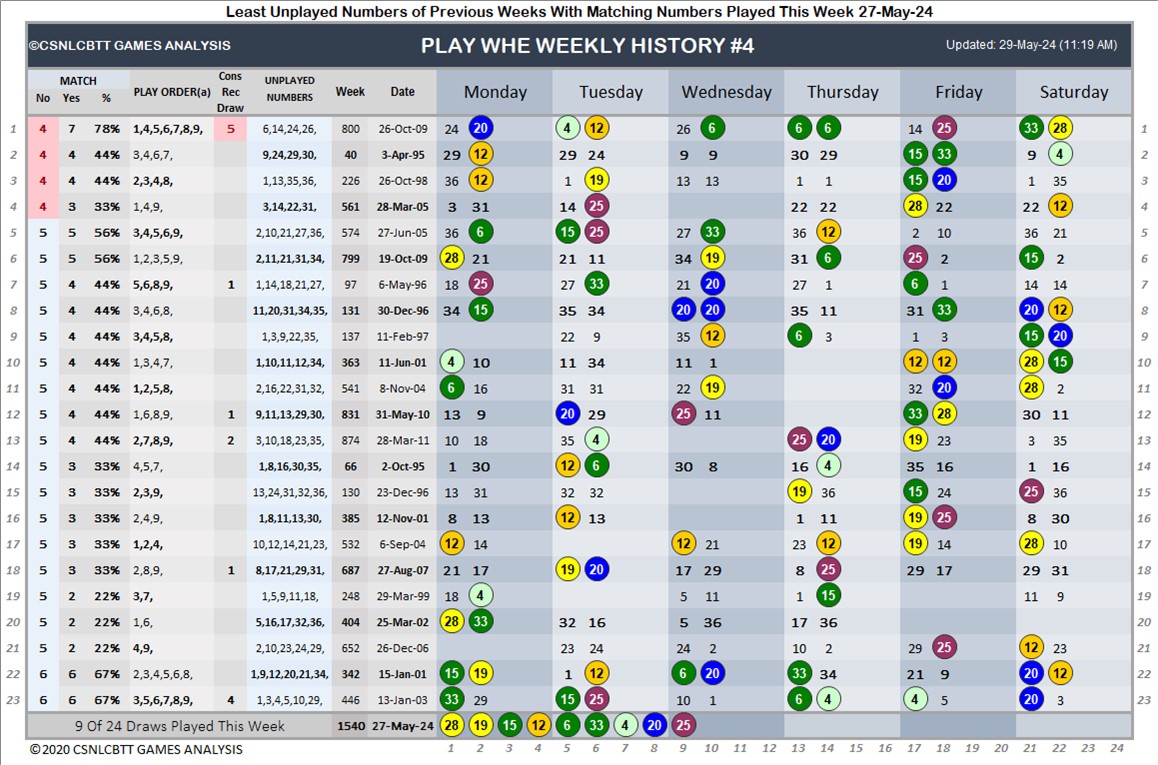 Least Unplayed Numbers of Previous Weeks With Matching Numbers Played This Week 27-May-24
©CSNLCBTT GAMES ANALYSIS PLAY WHE WEEKLY HISTORY #4 Updated: 29-May-24 (11:19 AM)
MATCH PLAY ORDER(a) Cons Rec Draw UNPLAYED NUMBERS Week Date Monday Tuesday Wednesday Thursday Friday Saturday
No Yes %
1 4 7 78% 1,4,5,6,7,8,9, 5 6,14,24,26, 800 26-Oct-09 24 20 4 12 26 6 6 6 14 25 33 28 1
2 4 4 44% 3,4,6,7, 9,24,29,30, 40 3-Apr-95 29 12 29 24 9 9 30 29 15 33 9 4 2
3 4 4 44% 2,3,4,8, 1,13,35,36, 226 26-Oct-98 36 12 1 19 13 13 1 1 15 20 1 35 3
4 4 3 33% 1,4,9, 3,14,22,31, 561 28-Mar-05 3 31 14 25 22 22 28 22 22 12 4
5 5 5 56% 3,4,5,6,9, 2,10,21,27,36, 574 27-Jun-05 36 6 15 25 27 33 36 12 2 10 36 21 5
6 5 5 56% 1,2,3,5,9, 2,11,21,31,34, 799 19-Oct-09 28 21 21 11 34 19 31 6 25 2 15 2 6
7 5 4 44% 5,6,8,9, 1 1,14,18,21,27, 97 6-May-96 18 25 27 33 21 20 27 1 6 1 14 14 7
8 5 4 44% 3,4,6,8, 11,20,31,34,35, 131 30-Dec-96 34 15 35 34 20 20 35 11 31 33 20 12 8
9 5 4 44% 3,4,5,8, 1,3,9,22,35, 137 11-Feb-97 22 9 35 12 6 3 1 3 15 20 9
10 5 4 44% 1,3,4,7, 1,10,11,12,34, 363 11-Jun-01 4 10 11 34 11 1 12 12 28 15 10
11 5 4 44% 1,2,5,8, 2,16,22,31,32, 541 8-Nov-04 6 16 31 31 22 19 32 20 28 2 11
12 5 4 44% 1,6,8,9, 1 9,11,13,29,30, 831 31-May-10 13 9 20 29 25 11 33 28 30 11 12
13 5 4 44% 2,7,8,9, 2 3,10,18,23,35, 874 28-Mar-11 10 18 35 4 25 20 19 23 3 35 13
14 5 3 33% 4,5,7, 1,8,16,30,35, 66 2-Oct-95 1 30 12 6 30 8 16 4 35 16 1 16 14
15 5 3 33% 2,3,9, 13,24,31,32,36, 130 23-Dec-96 13 31 32 32 19 36 15 24 25 36 15
16 5 3 33% 2,4,9, 1,8,11,13,30, 385 12-Nov-01 8 13 12 13 1 11 19 25 8 30 16
17 5 3 33% 1,2,4, 10,12,14,21,23, 532 6-Sep-04 12 14 12 21 23 12 19 14 28 10 17
18 5 3 33% 2,8,9, 1 8,17,21,29,31, 687 27-Aug-07 21 17 19 20 17 29 8 25 29 17 29 31 18
19 5 2 22% 3,7, 1,5,9,11,18, 248 29-Mar-99 18 4 5 11 1 15 11 9 19
20 5 2 22% 1,6, 5,16,17,32,36, 404 25-Mar-02 28 33 32 16 5 36 17 36 20
21 5 2 22% 4,9, 2,10,23,24,29, 652 26-Dec-06 23 24 24 2 10 2 29 25 12 23 21
22 6 6 67% 2,3,4,5,6,8, 1,9,12,20,21,34, 342 15-Jan-01 15 19 1 12 6 20 33 34 21 9 20 12 22
23 6 6 67% 3,5,6,7,8,9, 4 1,3,4,5,10,29, 446 13-Jan-03 33 29 15 25 10 1 6 4 4 5 20 3 23
9 Of 24 Draws Played This Week 1540 27-May-24 28 19 15 12 6 33 4 20 25
© 2020 CSNLCBTT GAMES ANALYSIS 1 2 3 4 5 6 7 8 9 10 11 12 13 14 15 16 17 18 19 20 21 22 23 24